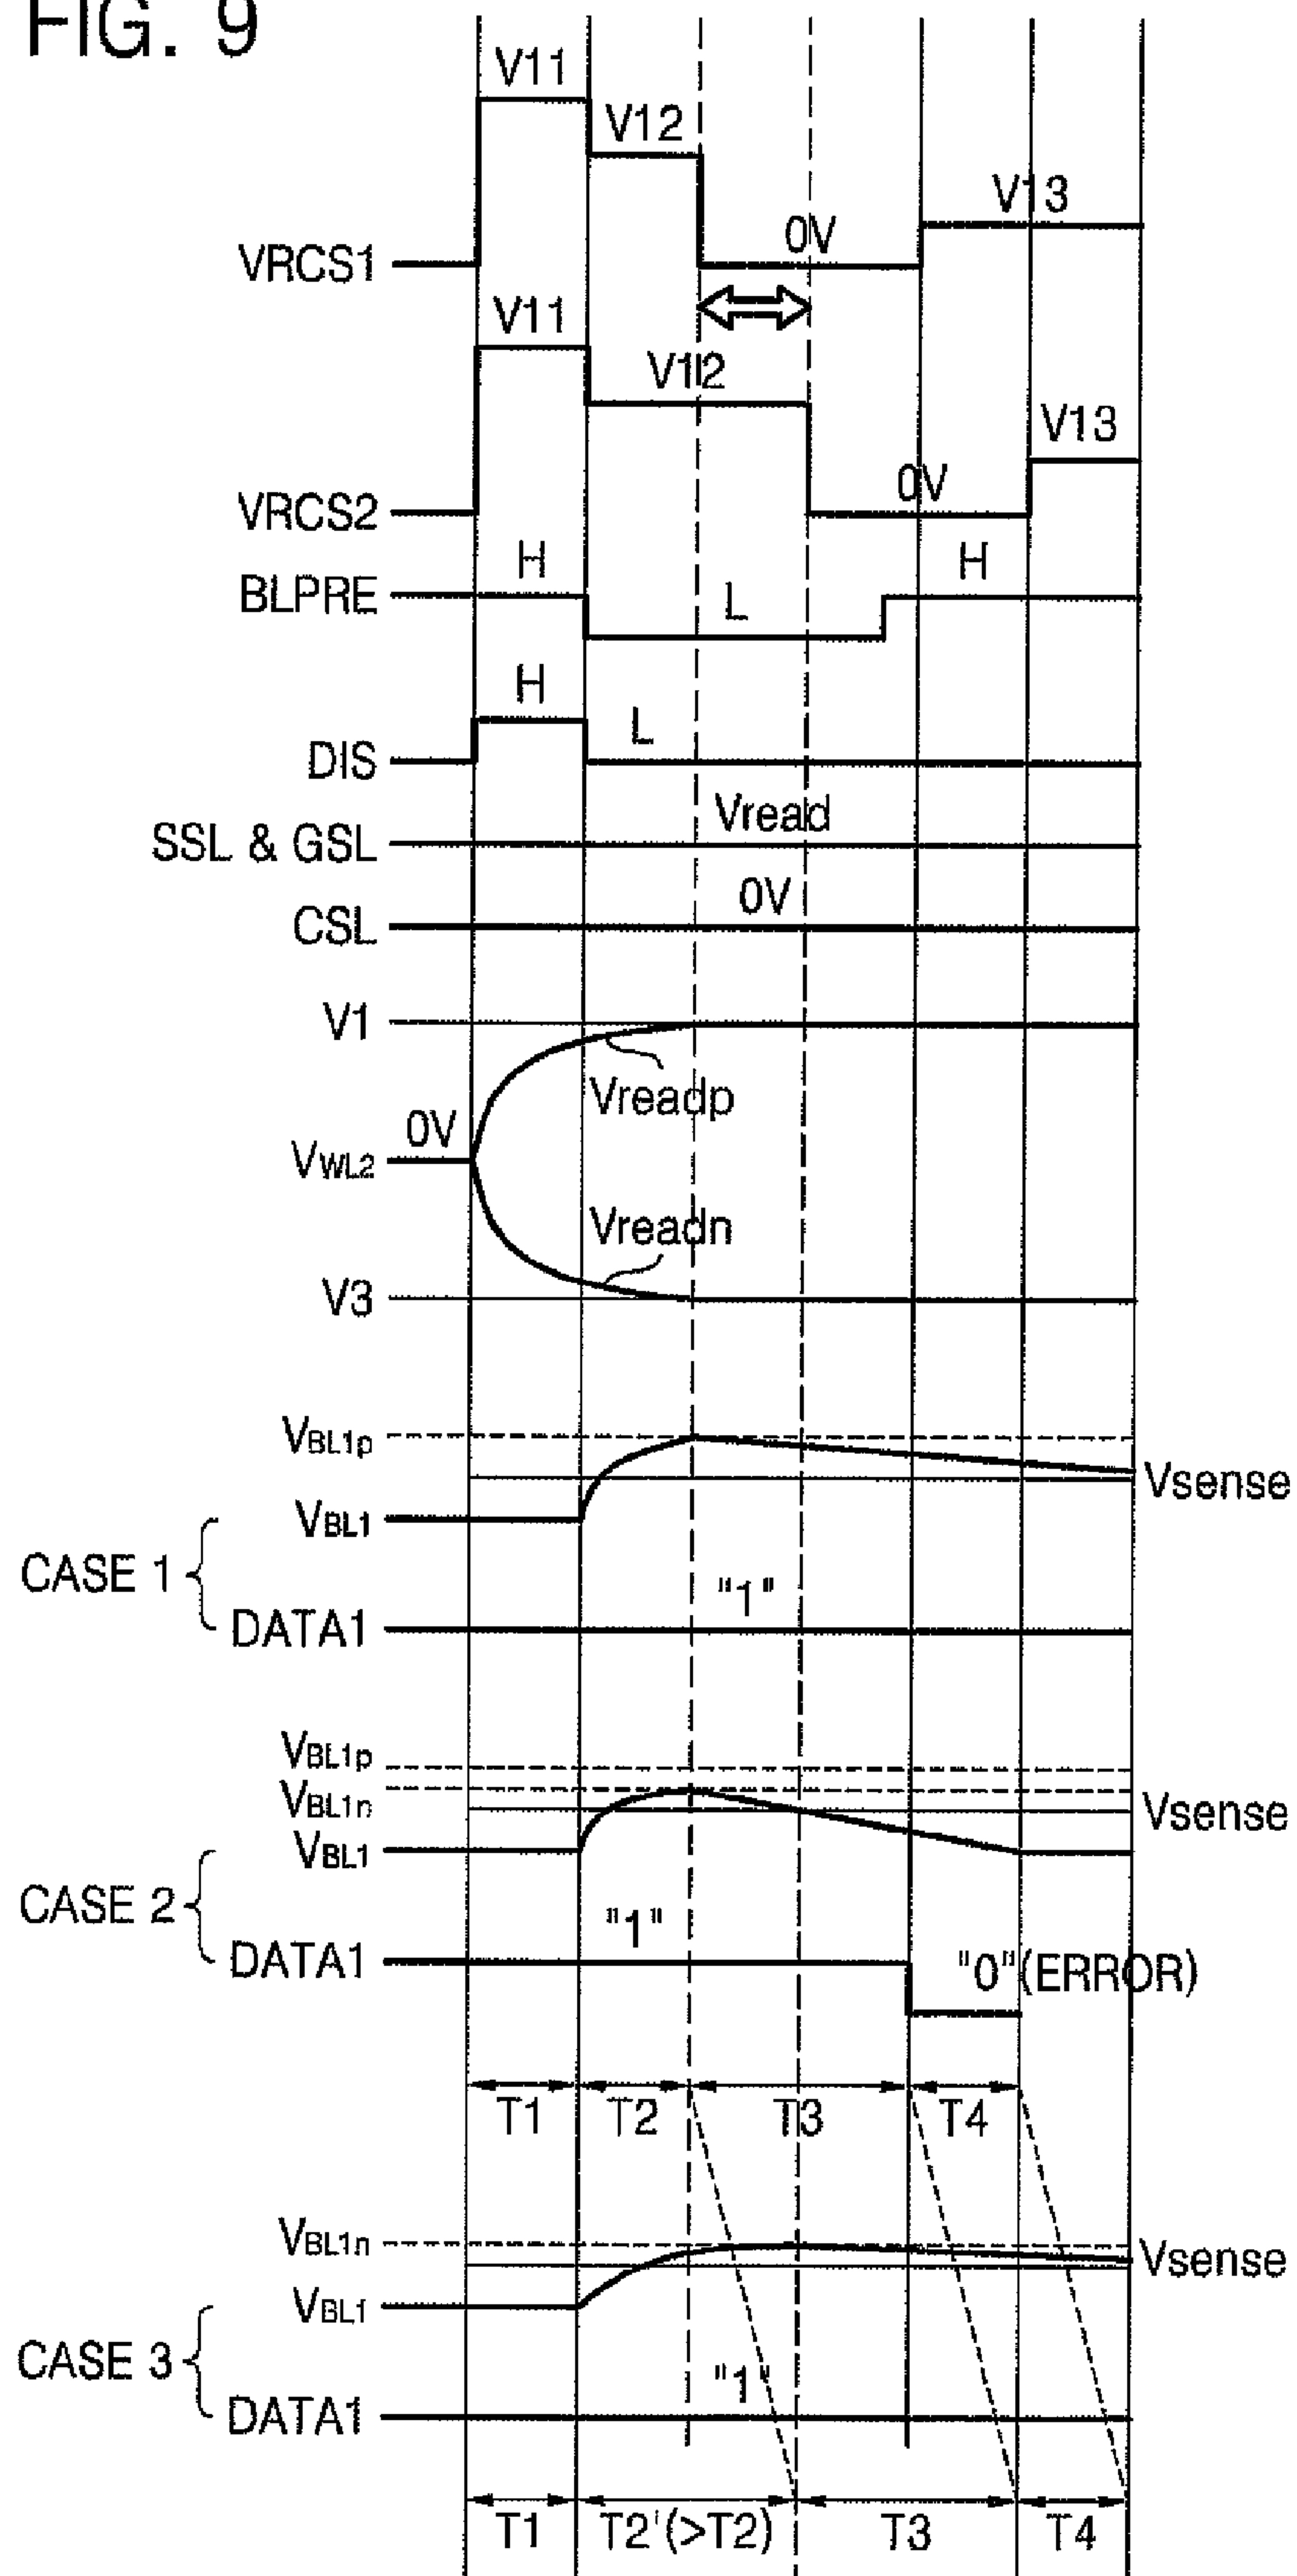 FIG. 9
V11
V12
V13
0V
VRCS1
V11
V12
V13
0V
VRCS2
H
H
BLPRE
L
H
L
DIS
Vread
SSL & GSL
0V
CSL
V1
Vreadp
0V
VWL2
Vreadn
V3
VBL1p
Vsense
VBL1
CASE 1
"1"
DATA1
VBL1p
VBL1n
Vsense
VBL1
CASE 2
"1"
DATA1
"0"(ERROR)
T1 T2 T3 T4
VBL1n
Vsense
VBL1
CASE 3
"1"
DATA1
T1 T2'(>T2) T3 T4